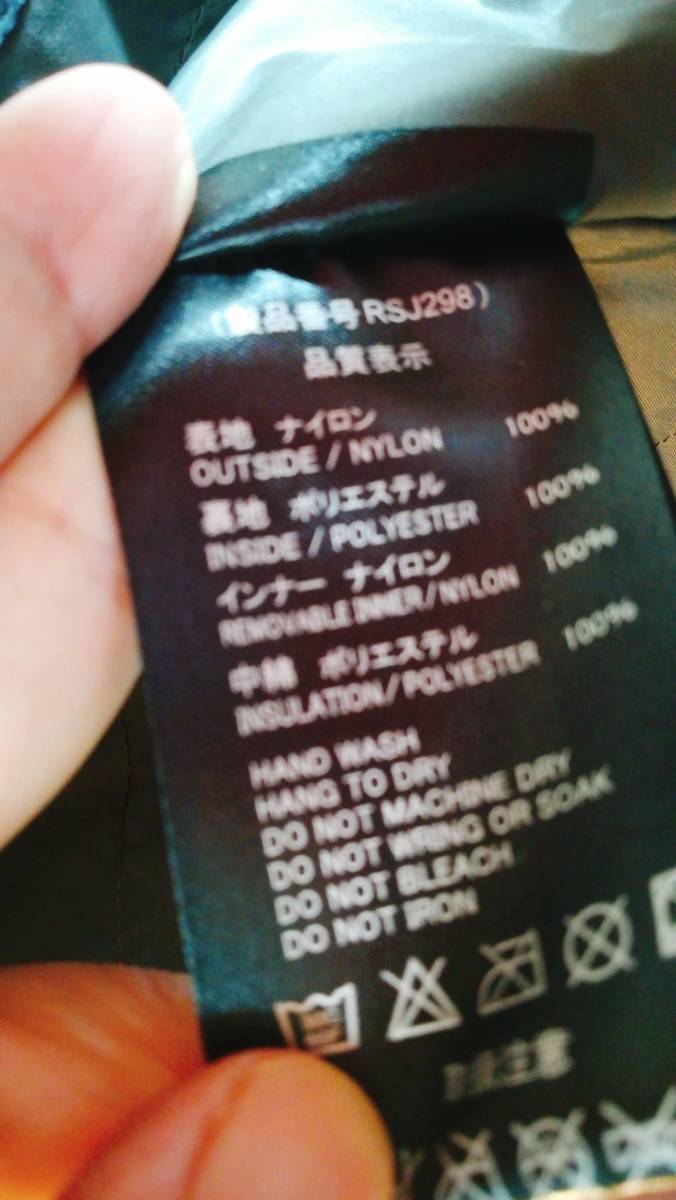 (製品番号RSJ298)
品質表示
表地 ナイロン 100%
OUTSIDE / NYLON
裏地 ポリエステル 100%
INSIDE / POLYESTER
インナー ナイロン 100%
REMOVABLE INNER/NYLON
中綿 ポリエステル 100%
INSULATION/POLYESTER
HAND WASH
HANG TO DRY
DO NOT MACHINE DRY
DO NOT WRING OR SOAK
DO NOT BLEACH
DO NOT IRON
注意